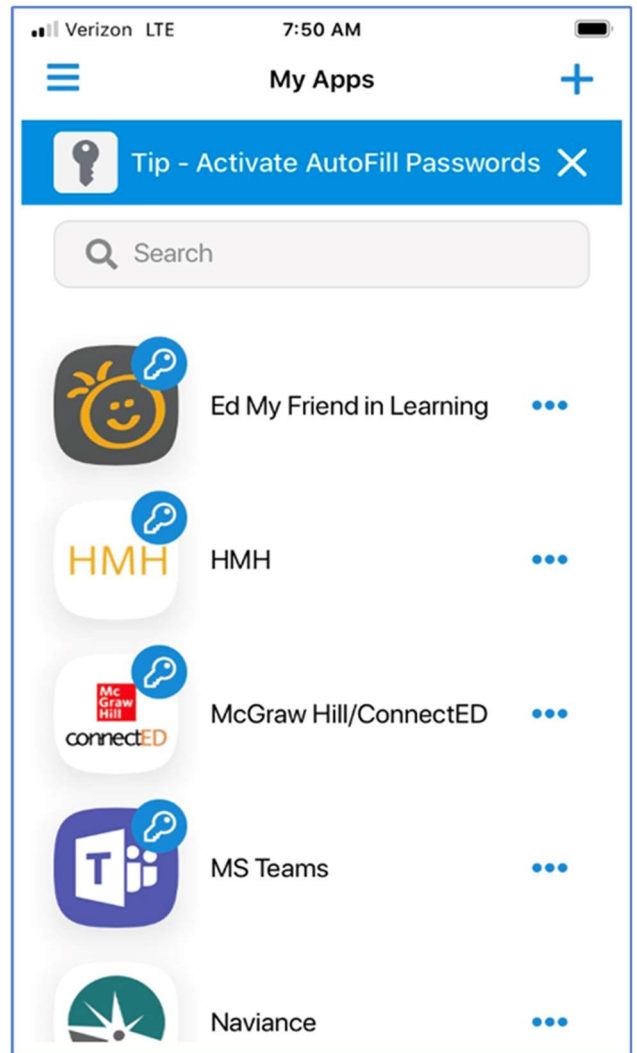 Verizon LTE 7:50 AM
My Apps
Tip - Activate AutoFill Passwords
Search
Ed My Friend in Learning
HMH
HMH
Mc
Graw
Hill
connectED
McGraw Hill/ConnectED
T
MS Teams
Naviance